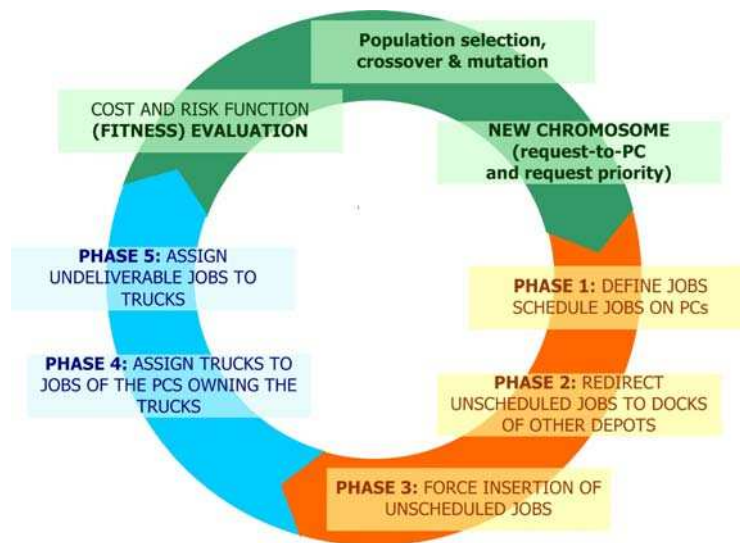 Population selection,
crossover & mutation
COST AND RISK FUNCTION
(FITNESS) EVALUATION
NEW CHROMOSOME
(request-to-PC
and request priority)
PHASE 1: DEFINE JOBS
SCHEDULE JOBS ON PCs
PHASE 2: REDIRECT
UNSCHEDULED JOBS TO DOCKS
OF OTHER DEPOTS
PHASE 3: FORCE INSERTION OF
UNSCHEDULED JOBS
PHASE 4: ASSIGN TRUCKS TO
JOBS OF THE PCS OWNING THE
TRUCKS
PHASE 5: ASSIGN
UNDELIVERABLE JOBS TO
TRUCKS